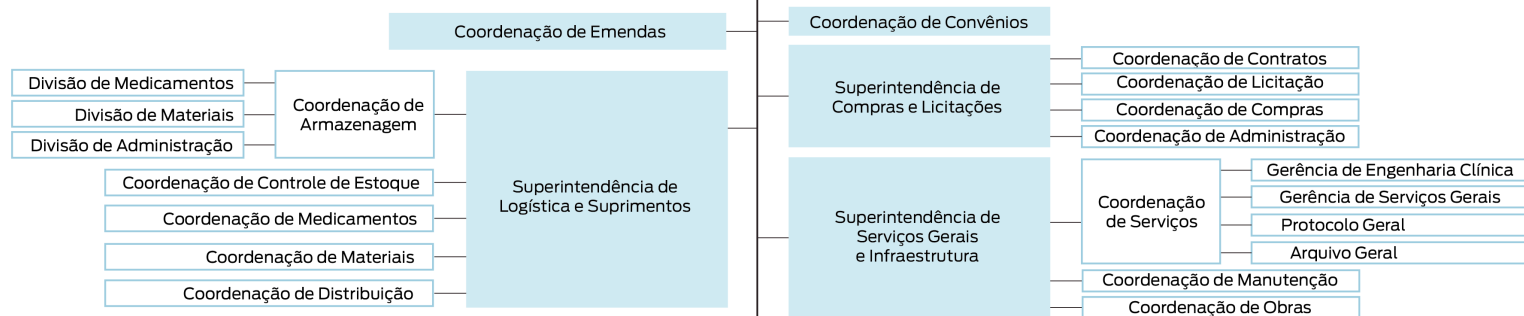 Coordenação de Emendas
Divisão de Medicamentos
Divisão de Materiais
Divisão de Administração
Coordenação de
Armazenagem
Coordenação de Controle de Estoque
Coordenação de Medicamentos
Coordenação de Materiais
Coordenação de Distribuição
Superintendência de
Logística e Suprimentos
Coordenação de Convênios
Superintendência de
Compras e Licitações
Coordenação de Contratos
Coordenação de Licitação
Coordenação de Compras
Coordenação de Administração
Superintendência de
Serviços Gerais
e Infraestrutura
Coordenação
de Serviços
Gerência de Engenharia Clínica
Gerência de Serviços Gerais
Protocolo Geral
Arquivo Geral
Coordenação de Manutenção
Coordenação de Obras